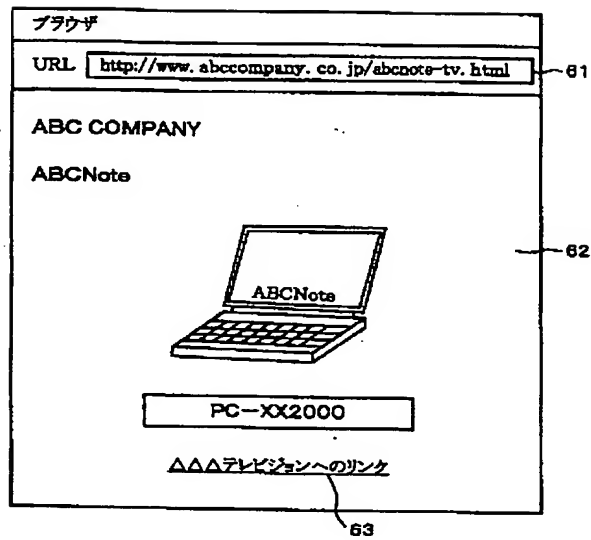 ブラウザ
URL http://www.abccompany.co.jp/abcnote-tv.html
61
ABC COMPANY
ABCNote
62
ABCNote
PC-XX2000
△△△テレビジョンへのリンク
63